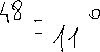 48 = 11°